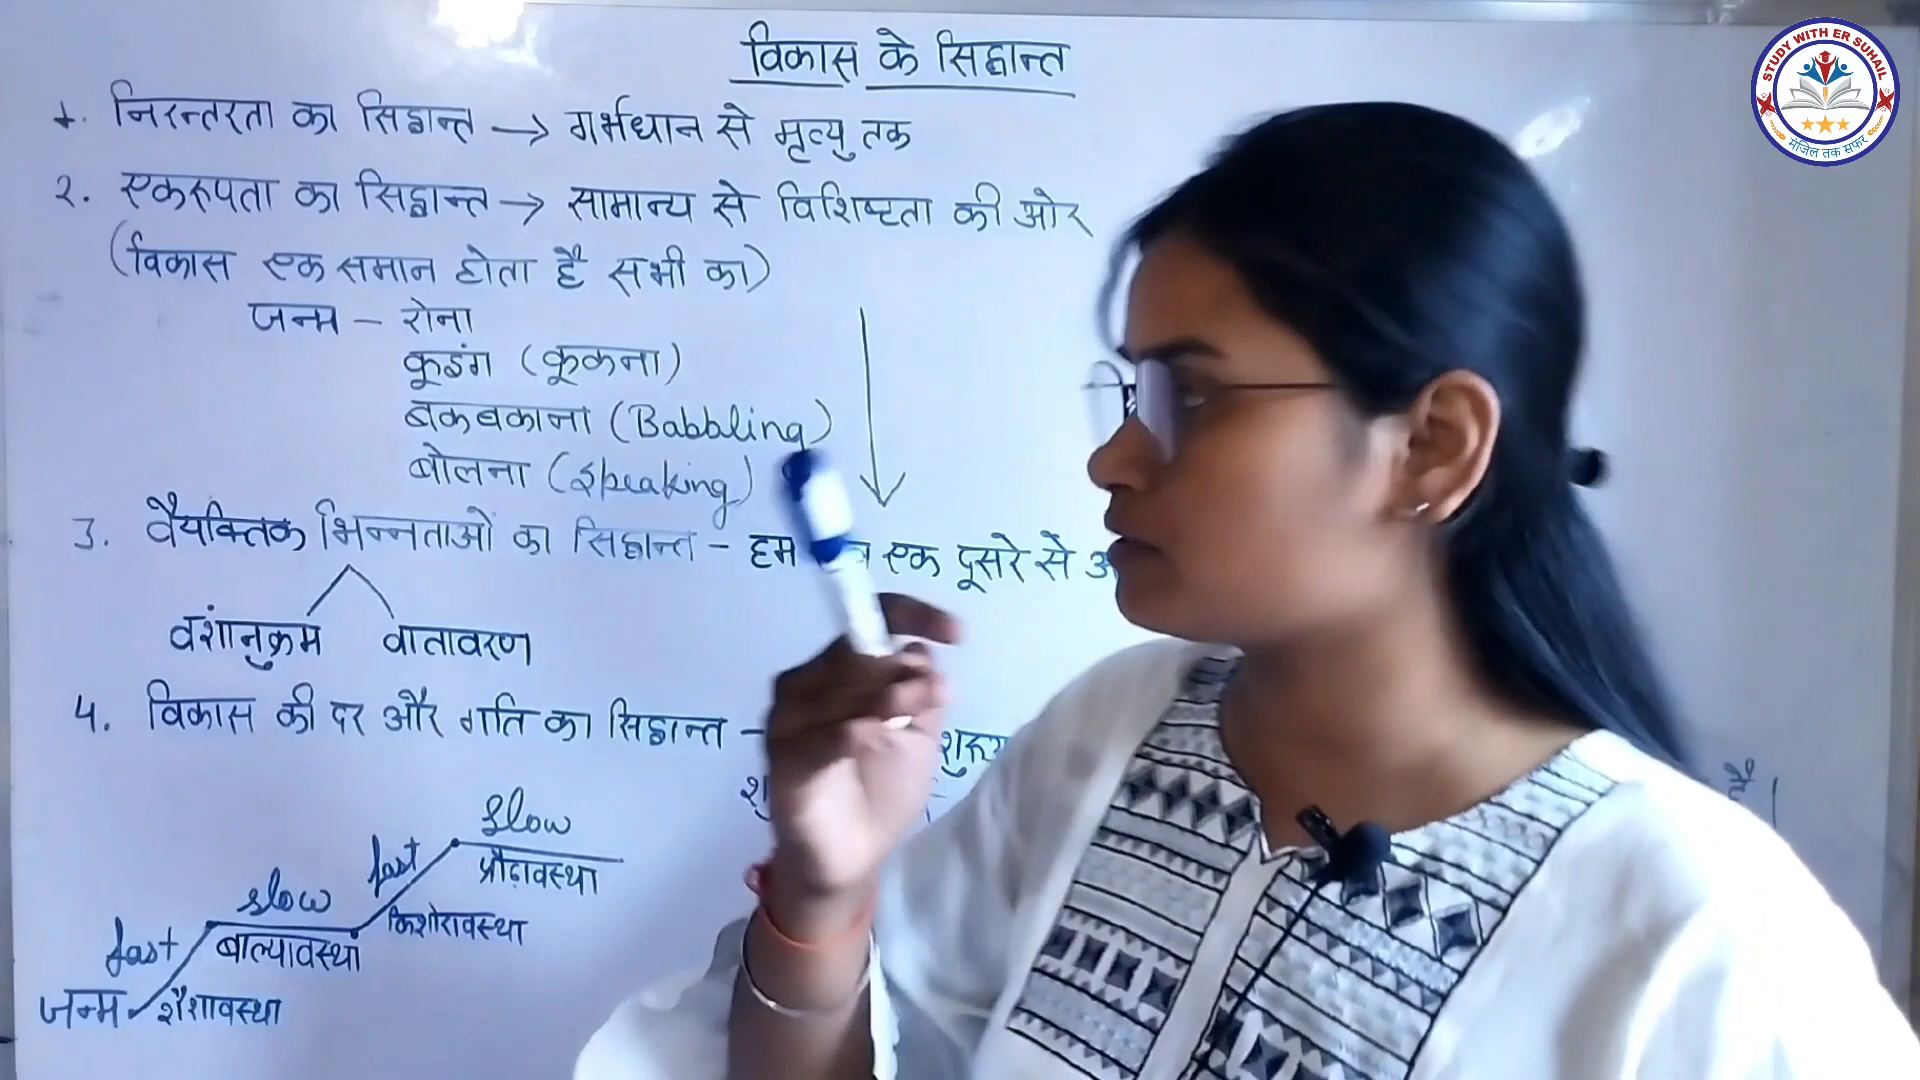 विकास के सिद्धान्त
1. निरन्तरता का सिद्धान्त → गर्भधान से मृत्यु तक
2. एकरूपता का सिद्धान्त → सामान्य से विशिष्टता की ओर
(विकास एक समान होता है सभी का)
जन्म – रोना
कूइंग (कूकना)
बकबकाना (Babbling)
बोलना (Speaking)
3. वैयक्तिक भिन्नताओं का सिद्धान्त – हम एक दूसरे से
वंशानुक्रम वातावरण
4. विकास की दर और गति का सिद्धान्त –
slow
fast प्रौढ़ावस्था
slow किशोरावस्था
fast बाल्यावस्था
जन्म शैशावस्था
STUDY WITH ER SUHAIL
मंजिल तक सफर